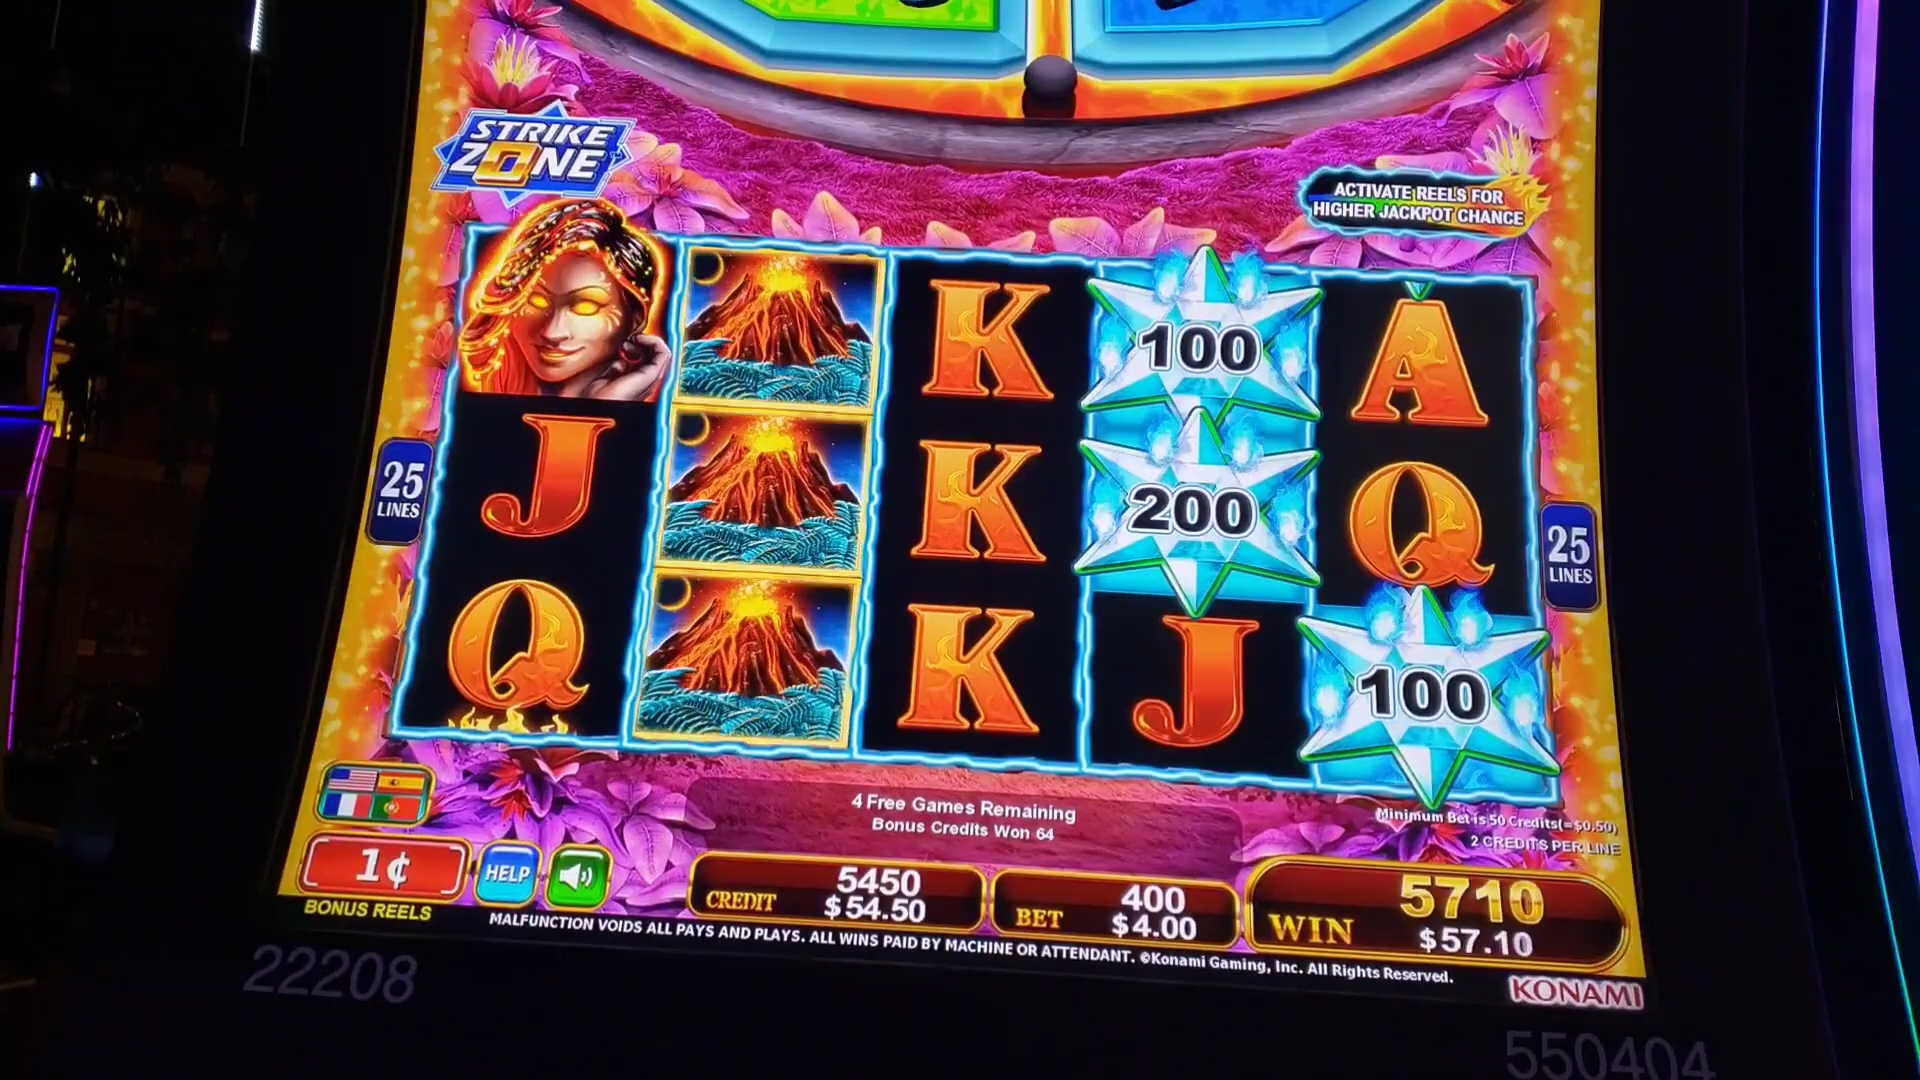 STRIKE
ZONE
ACTIVATE REELS FOR
HIGHER JACKPOT CHANCE
K
100
A
25
LINES
J
K
200
Q
25
LINES
Q
K
J
100
4 Free Games Remaining
Bonus Credits Won 64
Minimum Bet is 50 Credits(=$0.50)
2 CREDITS PER LINE
1¢
HELP
BONUS REELS
CREDIT
5450
$54.50
BET
400
$4.00
WIN
5710
$57.10
MALFUNCTION VOIDS ALL PAYS AND PLAYS. ALL WINS PAID BY MACHINE OR ATTENDANT. ©Konami Gaming, Inc. All Rights Reserved.
KONAMI
22208
550404